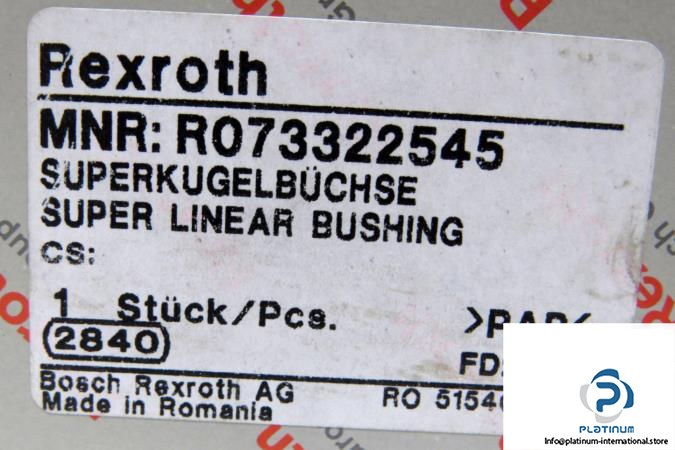 Rexroth
MNR: R073322545
SUPERKUGELBÜCHSE
SUPER LINEAR BUSHING
CS:
1 Stück/Pcs.
2840
Bosch Rexroth AG
Made in Romania
PLATINUM
Info@platinum-international.store